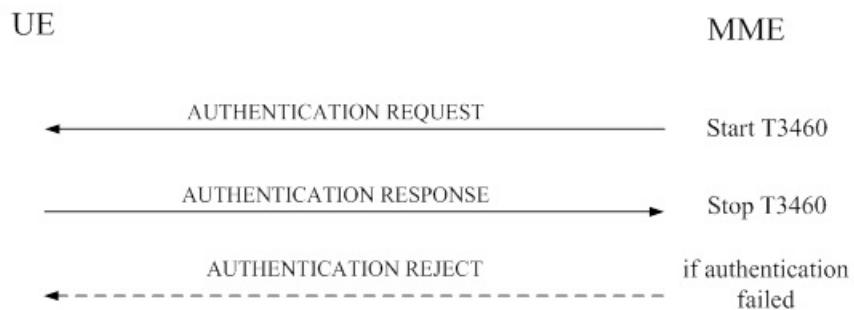 UE
MME
AUTHENTICATION REQUEST
Start T3460
AUTHENTICATION RESPONSE
Stop T3460
AUTHENTICATION REJECT
if authentication
failed